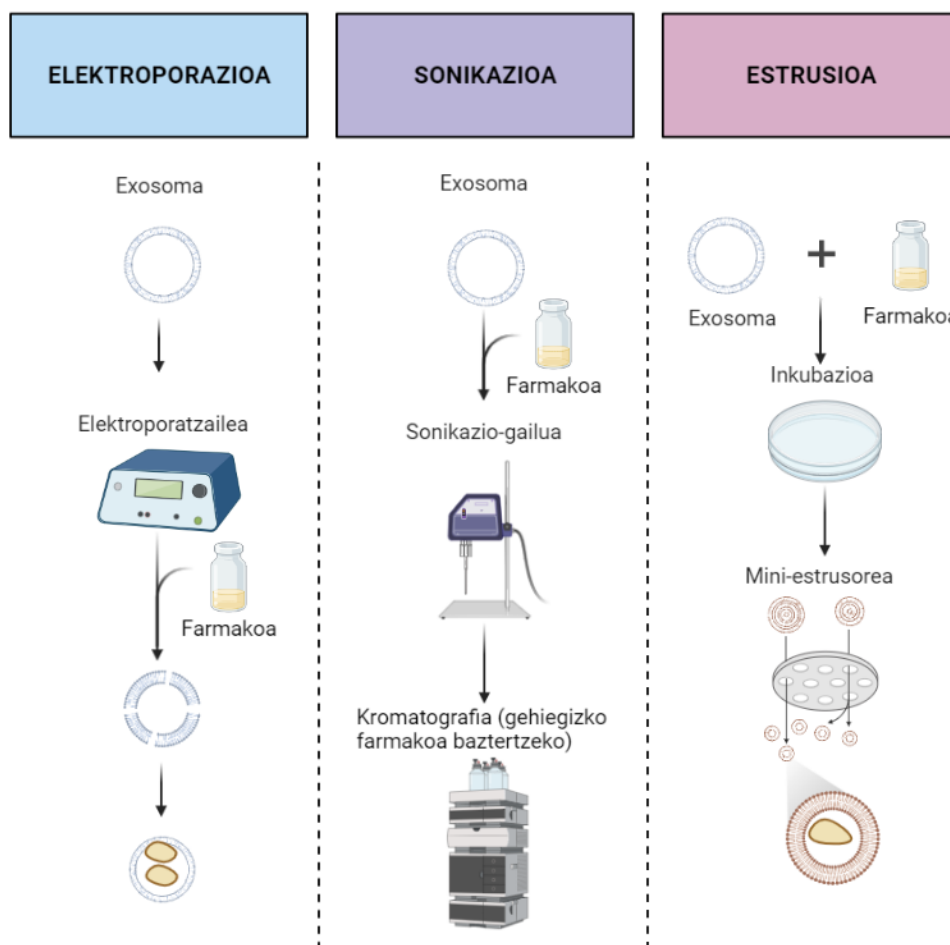 ELEKTROPORAZIOA
Exosoma
Elektroporatzailea
Farmakoa
SONIKAZIOA
Exosoma
Farmakoa
Sonikazio-gailua
Kromatografia (gehiegizko
farmakoa baztertzeko)
ESTRUSIOA
Exosoma
+
Farmakoa
Inkubazioa
Mini-estrusorea